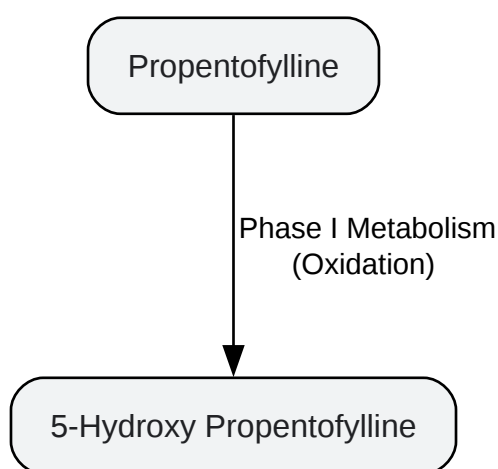 Propentofylline
Phase I Metabolism
(Oxidation)
5-Hydroxy Propentofylline